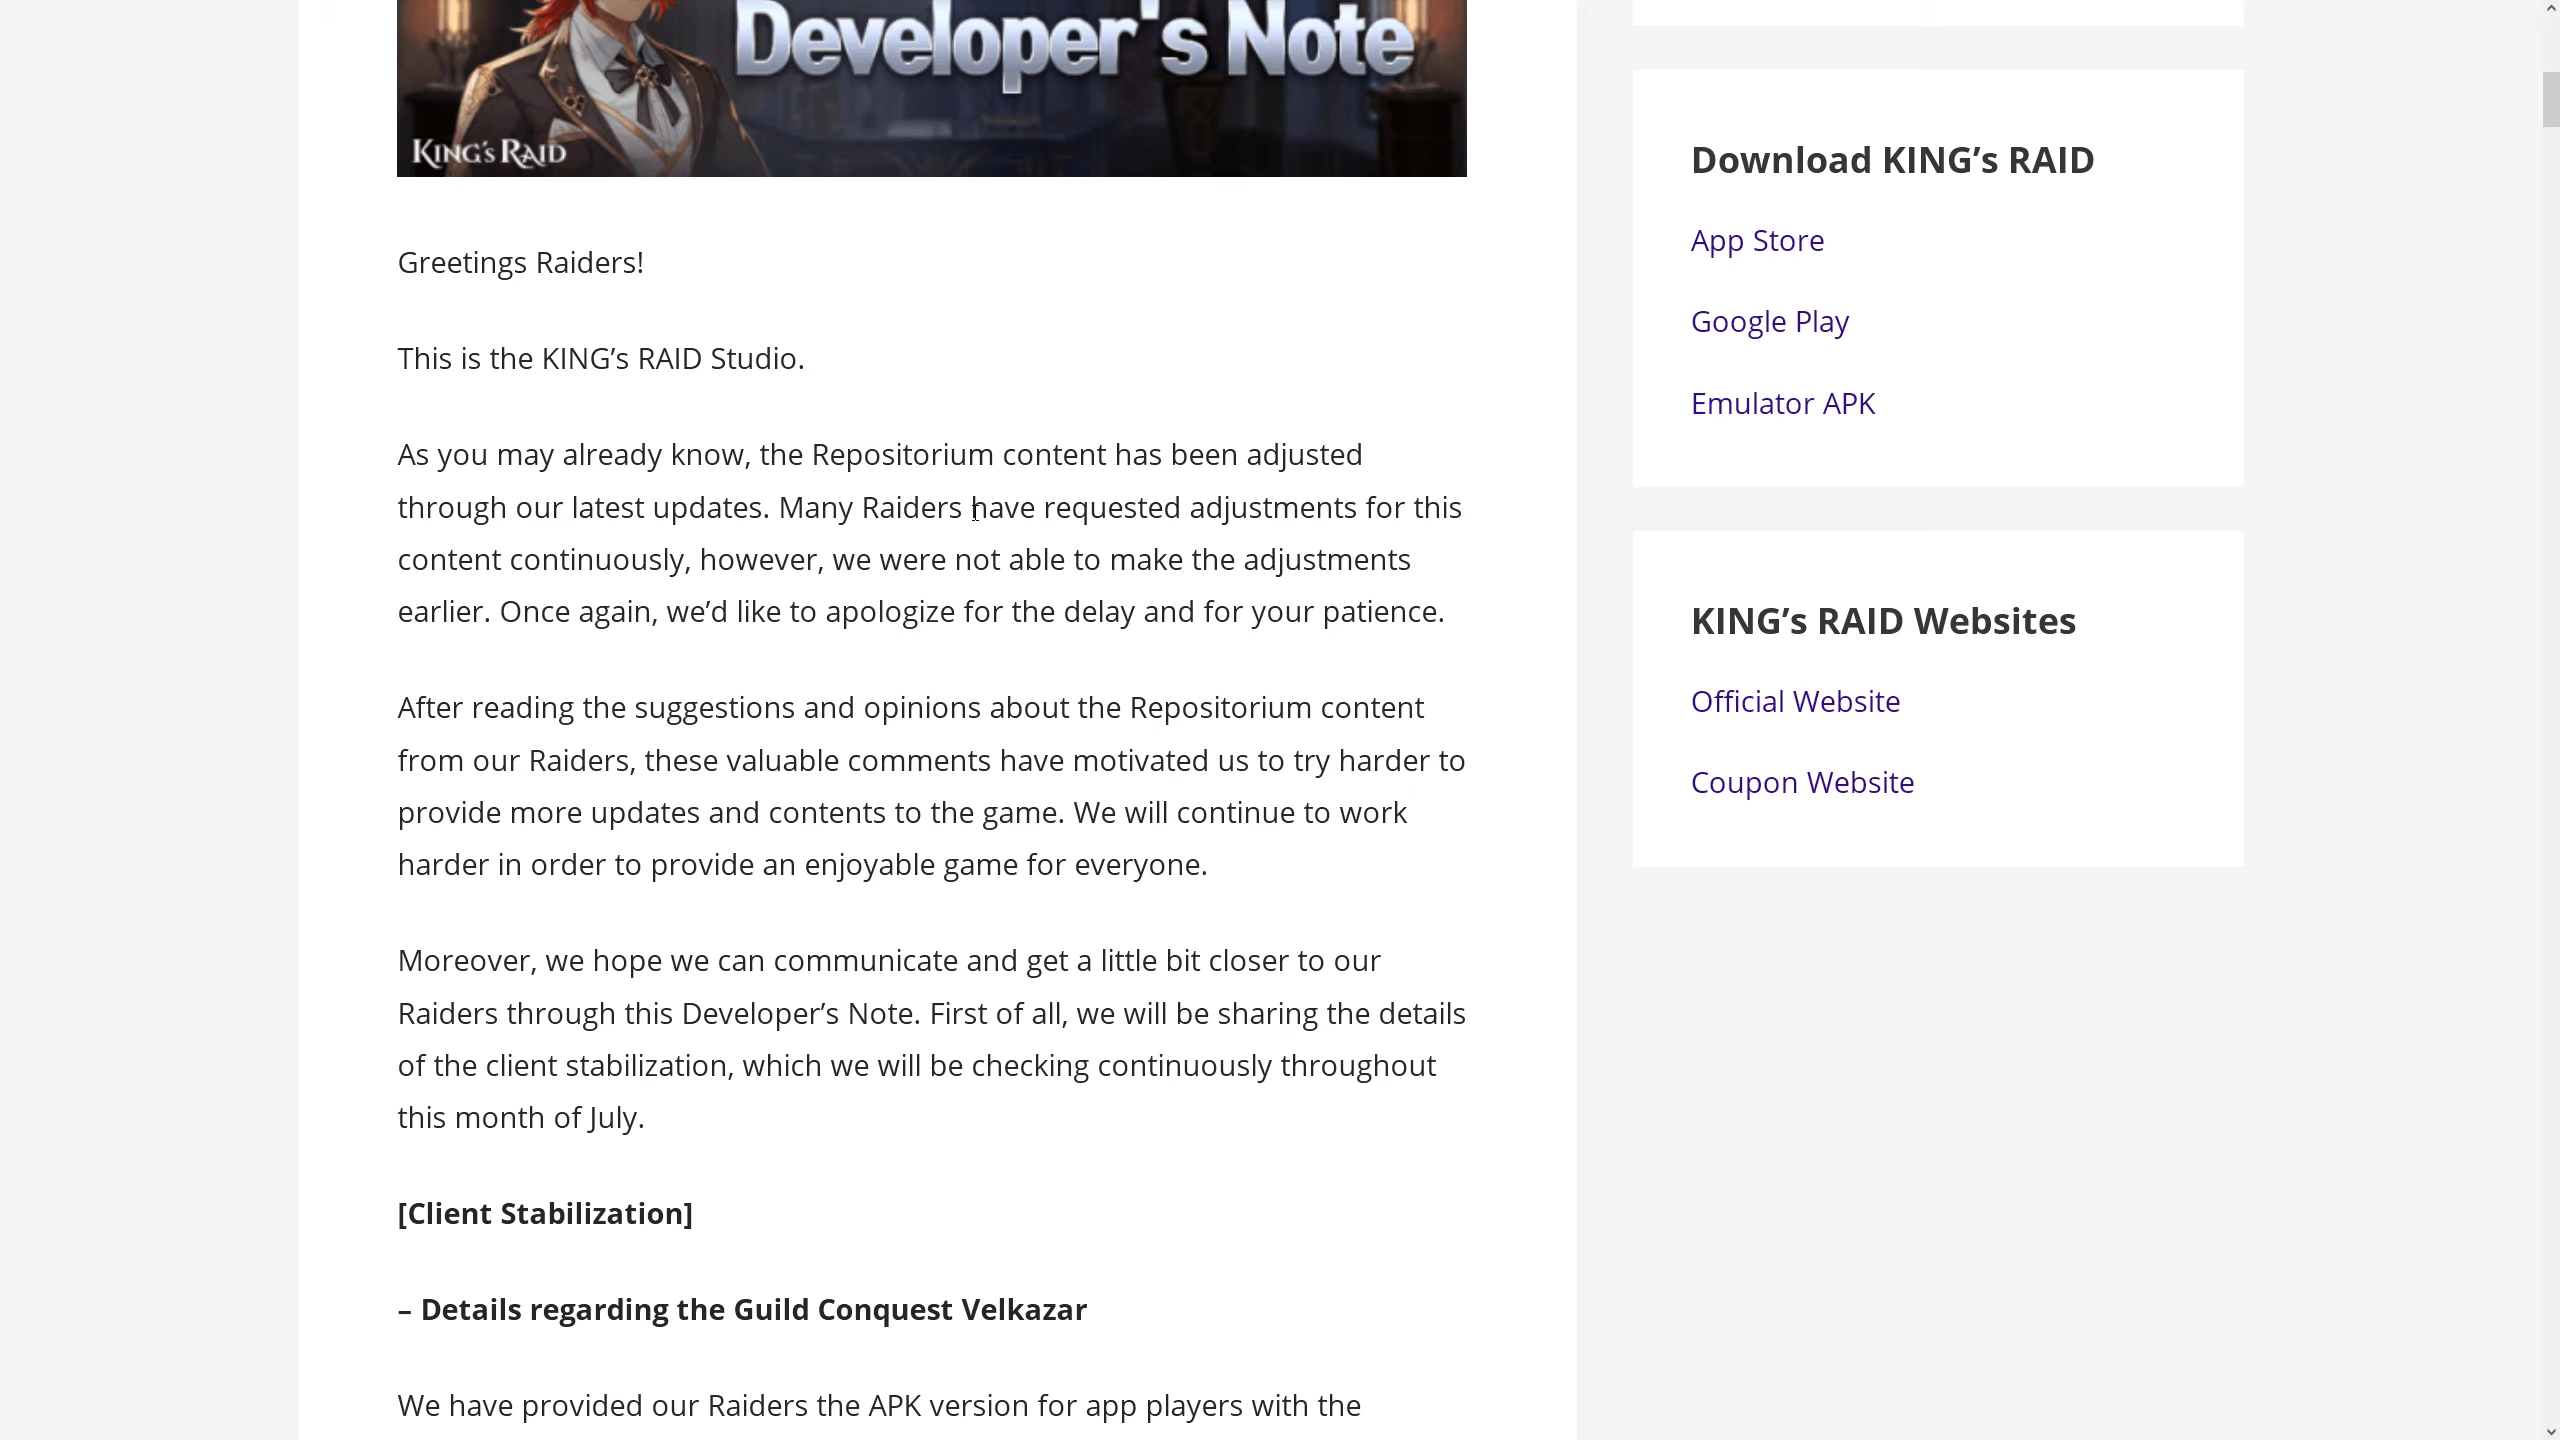 Developer's Note
KING'S RAID
Greetings Raiders!
This is the KING’s RAID Studio.
As you may already know, the Repositorium content has been adjusted
through our latest updates. Many Raiders have requested adjustments for this
content continuously, however, we were not able to make the adjustments
earlier. Once again, we’d like to apologize for the delay and for your patience.
After reading the suggestions and opinions about the Repositorium content
from our Raiders, these valuable comments have motivated us to try harder to
provide more updates and contents to the game. We will continue to work
harder in order to provide an enjoyable game for everyone.
Moreover, we hope we can communicate and get a little bit closer to our
Raiders through this Developer’s Note. First of all, we will be sharing the details
of the client stabilization, which we will be checking continuously throughout
this month of July.
[Client Stabilization]
– Details regarding the Guild Conquest Velkazar
We have provided our Raiders the APK version for app players with the
Download KING’s RAID
App Store
Google Play
Emulator APK
KING’s RAID Websites
Official Website
Coupon Website